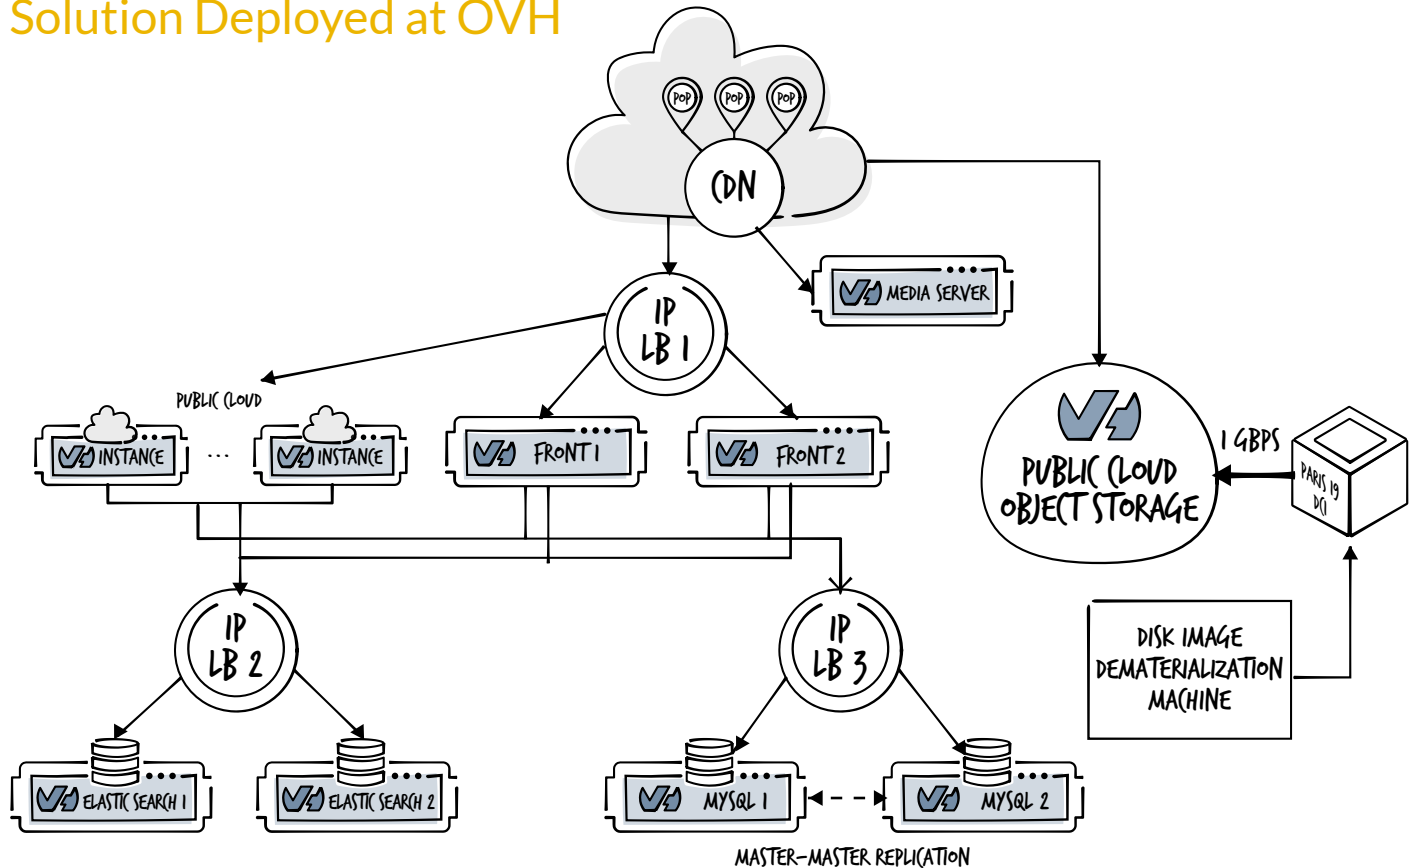 Solution Deployed at OVH
POP POP POP
CDN
MEDIA SERVER
IP
LB 1
PUBLIC CLOUD
INSTANCE
...
INSTANCE
FRONT 1
FRONT 2
PUBLIC CLOUD
OBJECT STORAGE
1 GBPS
PARIS 19
DC1
DISK IMAGE
DEMATERIALIZATION
MACHINE
IP
LB 2
IP
LB 3
ELASTIC SEARCH 1
ELASTIC SEARCH 2
MYSQL 1
MYSQL 2
MASTER-MASTER REPLICATION